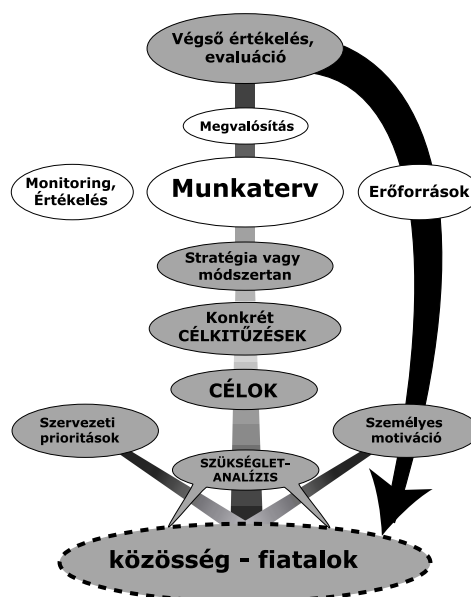 Végső értékelés,
evaluáció
Megvalósítás
Monitoring,
Értékelés
Munkaterv
Erőforrások
Stratégia vagy
módszertan
Konkrét
CÉLKITŰZÉSEK
CÉLOK
Szervezeti
prioritások
Személyes
motiváció
SZÜKSÉGLET-
ANALÍZIS
közösség - fiatalok